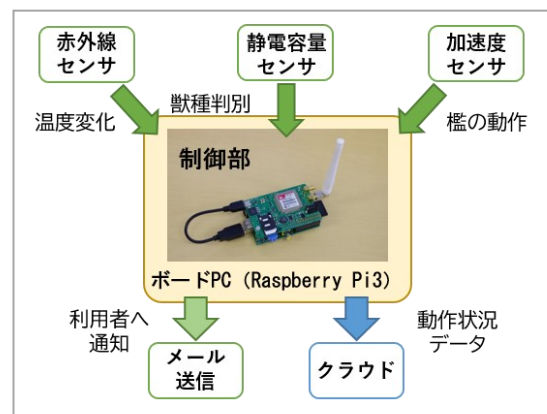 赤外線
センサ
静電容量
センサ
加速度
センサ
温度変化
獣種判別
檻の動作
制御部
ボードPC (Raspberry Pi3)
利用者へ
通知
動作状況
データ
メール
送信
クラウド